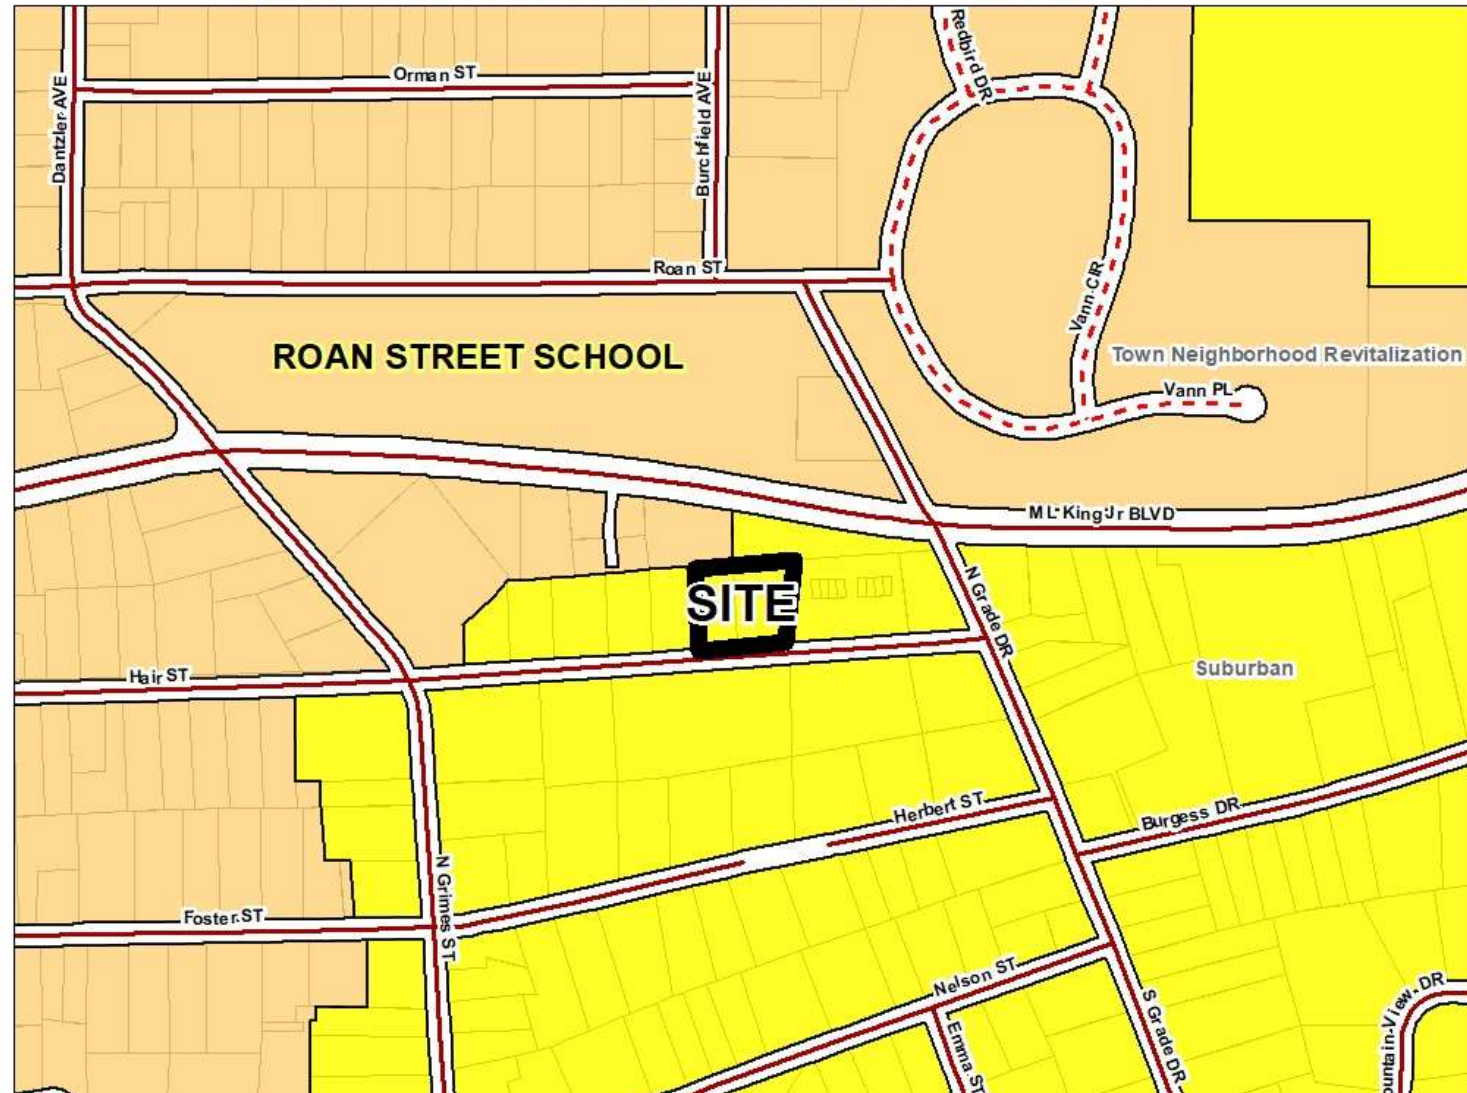 Redbird DR
Orman ST
Dantzler AVE
Burchfield AVE
Roan ST
Vann CIR
ROAN STREET SCHOOL
Town Neighborhood Revitalization
Vann PL
M L King Jr BLVD
SITE
N Grade DR
Hair ST
Suburban
Herbert ST
Burgess DR
N Grimes ST
Foster ST
Nelson ST
S Grade DR
Emma ST
ountain View DR